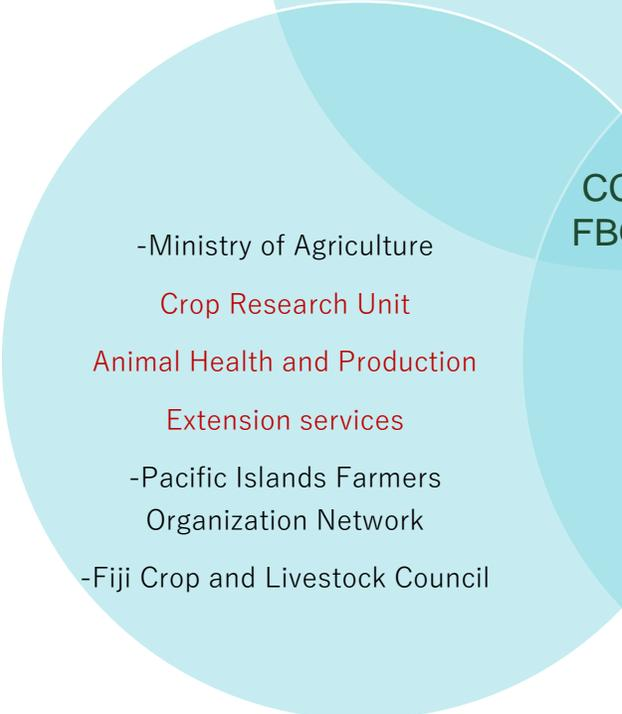 -Ministry of Agriculture
Crop Research Unit
Animal Health and Production
Extension services
-Pacific Islands Farmers
Organization Network
-Fiji Crop and Livestock Council